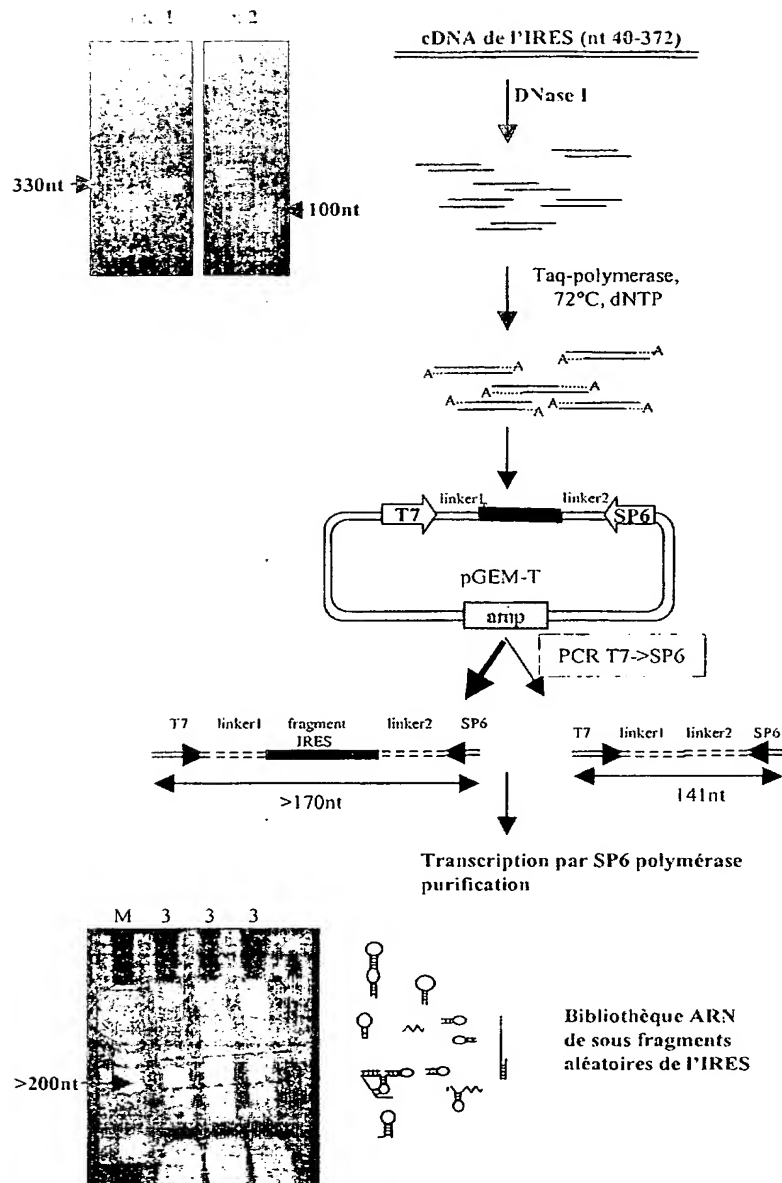 1
2
330nt
100nt
cDNA de l'IRES (nt 40-372)
DNase I
Taq-polymerase,
72°C, dNTP
A
A
A
A
A
A
A
A
A
A
linker1
linker2
T7
SP6
pGEM-T
amp
PCR T7->SP6
T7
linker1
fragment
IRES
linker2
SP6
>170nt
T7
linker1
linker2
SP6
141nt
Transcription par SP6 polymérase
purification
M 3 3 3
>200nt
Bibliothèque ARN
de sous fragments
aléatoires de l'IRES